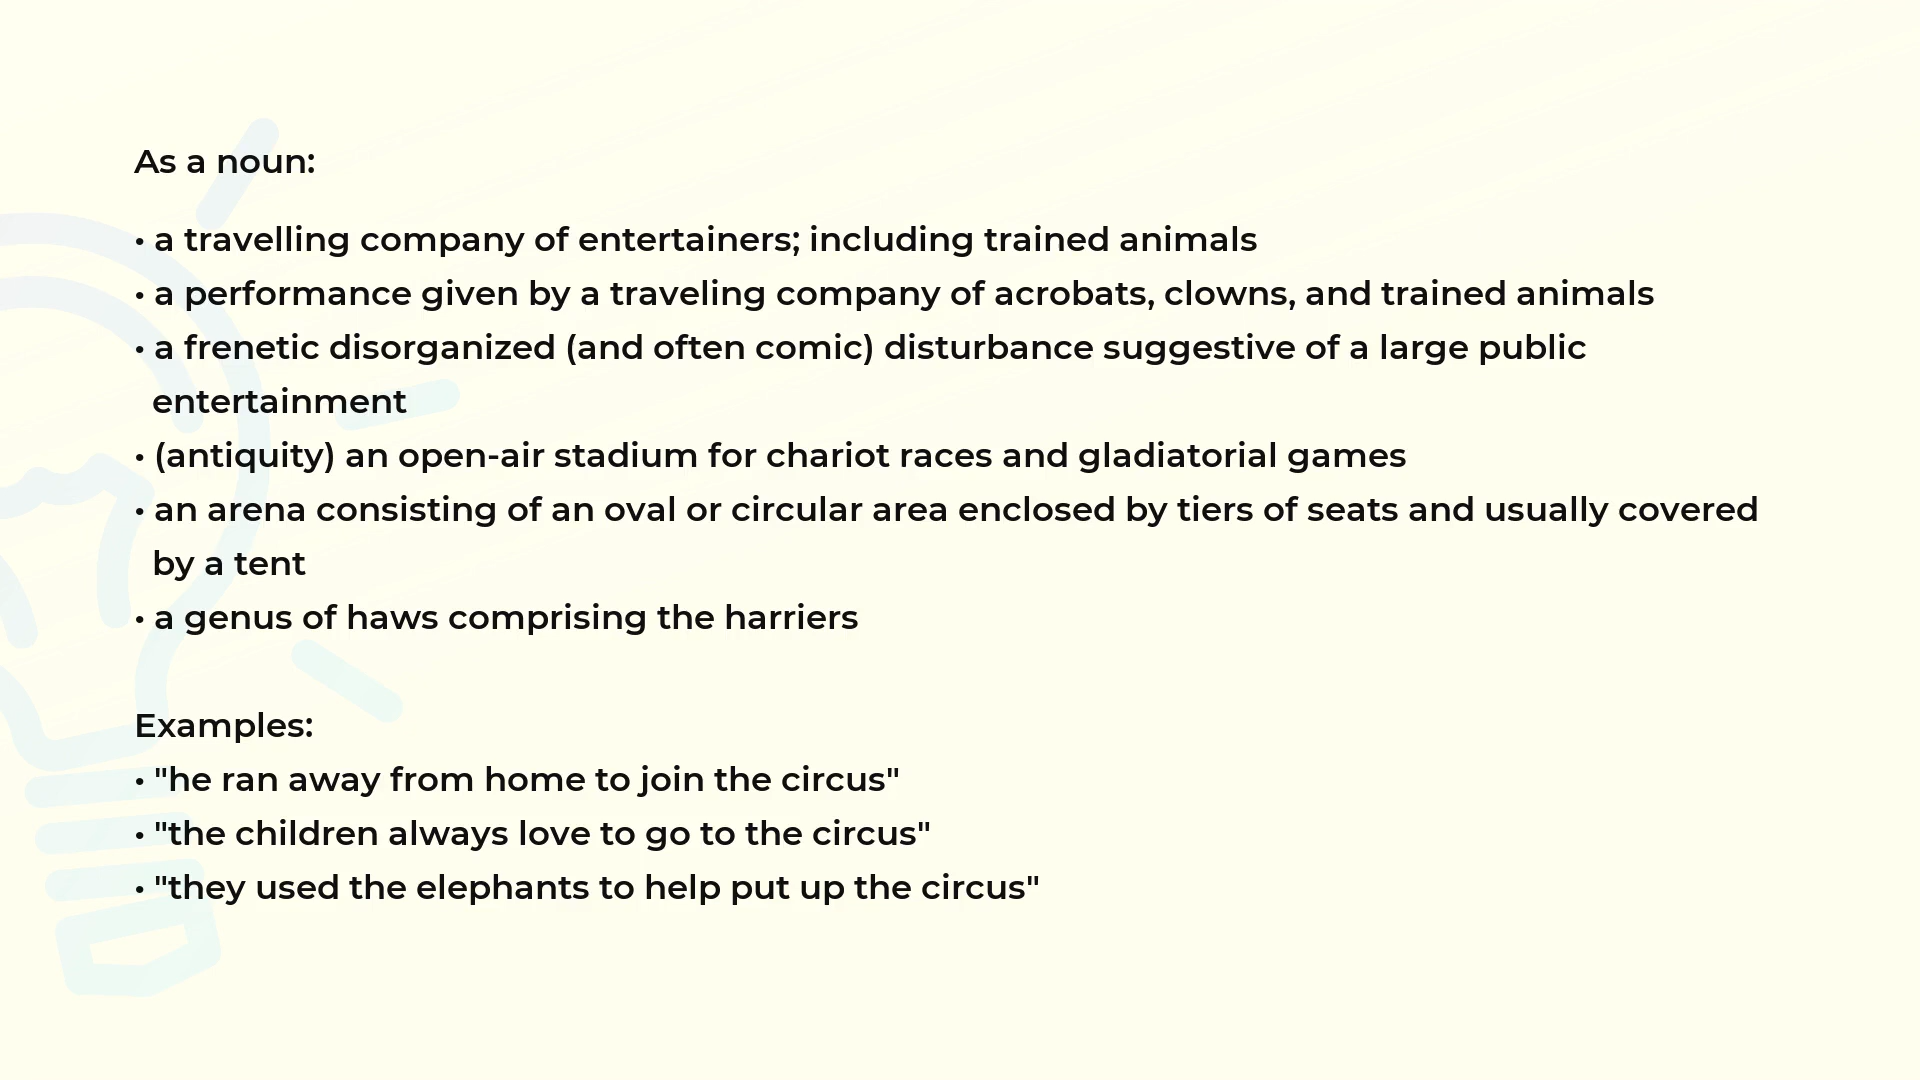 As a noun:
• a travelling company of entertainers; including trained animals
• a performance given by a traveling company of acrobats, clowns, and trained animals
• a frenetic disorganized (and often comic) disturbance suggestive of a large public
entertainment
• (antiquity) an open-air stadium for chariot races and gladiatorial games
• an arena consisting of an oval or circular area enclosed by tiers of seats and usually covered
by a tent
• a genus of haws comprising the harriers
Examples:
• "he ran away from home to join the circus"
• "the children always love to go to the circus"
• "they used the elephants to help put up the circus"